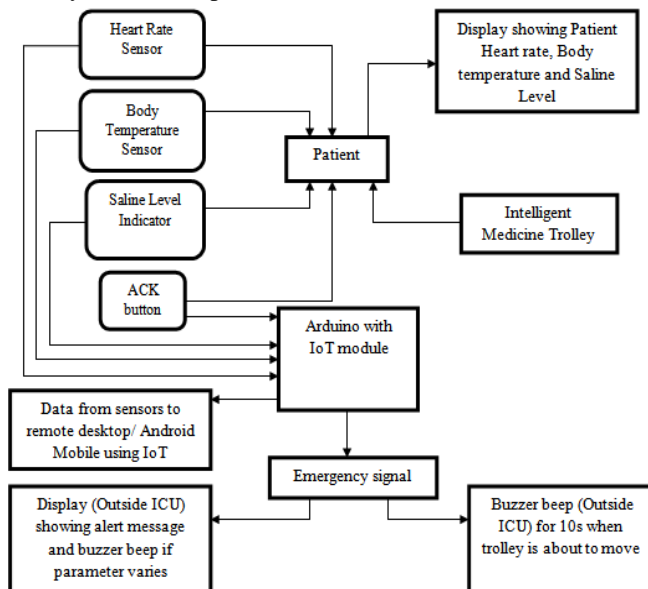 Heart Rate
Sensor
Display showing Patient
Heart rate, Body
temperature and Saline
Level
Body
Temperature
Sensor
Patient
Saline Level
Indicator
Intelligent
Medicine Trolley
ACK
button
Arduino with
IoT module
Data from sensors to
remote desktop/ Android
Mobile using IoT
Emergency signal
Display (Outside ICU)
showing alert message
and buzzer beep if
parameter varies
Buzzer beep (Outside
ICU) for 10s when
trolley is about to move